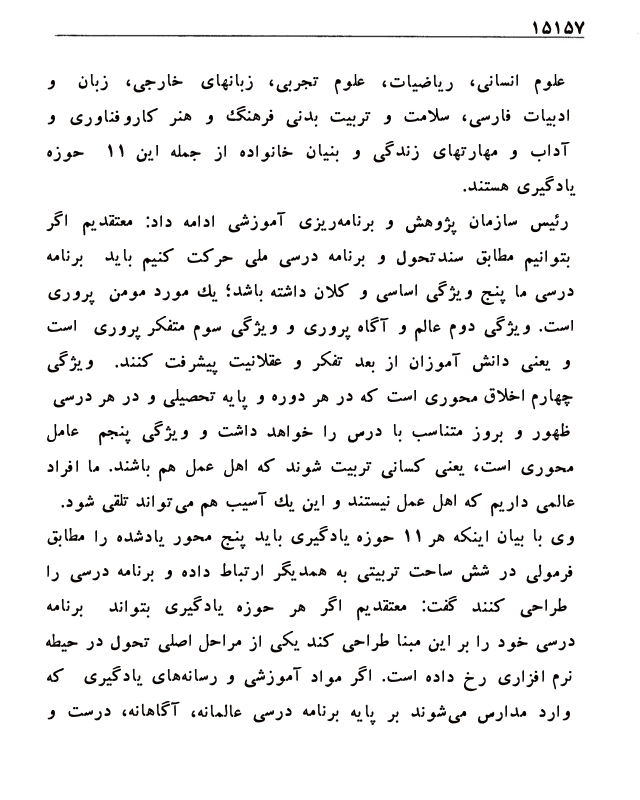 ۱۵۱۵۷
علوم انسانی، ریاضیات، علوم تجربی، زبانهای خارجی، زبان و
ادبیات فارسی، سلامت و تربیت بدنی فرهنگ و هنر کاروفناوری و
آداب و مهارتهای زندگی و بنیان خانواده از جمله این ۱۱ حوزه
یادگیری هستند.
رئیس سازمان پژوهش و برنامه‌ریزی آموزشی ادامه داد: معتقدیم اگر
بتوانیم مطابق سندتحول و برنامه درسی ملی حرکت کنیم باید برنامه
درسی ما پنج ویژگی اساسی و کلان داشته باشد؛ یك مورد مومن پروری
است. ویژگی دوم عالم و آگاه پروری و ویژگی سوم متفکر پروری است
و یعنی دانش آموزان از بعد تفکر و عقلانیت پیشرفت کنند. ویژگی
چهارم اخلاق محوری است که در هر دوره و پایه تحصیلی و در هر درسی
ظهور و بروز متناسب با درس را خواهد داشت و ویژگی پنجم عامل
محوری است، یعنی کسانی تربیت شوند که اهل عمل هم باشند. ما افراد
عالمی داریم که اهل عمل نیستند و این یك آسیب هم می‌تواند تلقی شود.
وی با بیان اینکه هر ۱۱ حوزه یادگیری باید پنج محور یادشده را مطابق
فرمولی در شش ساحت تربیتی به همدیگر ارتباط داده و برنامه درسی را
طراحی کنند گفت: معتقدیم اگر هر حوزه یادگیری بتواند برنامه
درسی خود را بر این مبنا طراحی کند یکی از مراحل اصلی تحول در حیطه
نرم افزاری رخ داده است. اگر مواد آموزشی و رسانه‌های یادگیری که
وارد مدارس می‌شوند بر پایه برنامه درسی عالمانه، آگاهانه، درست و